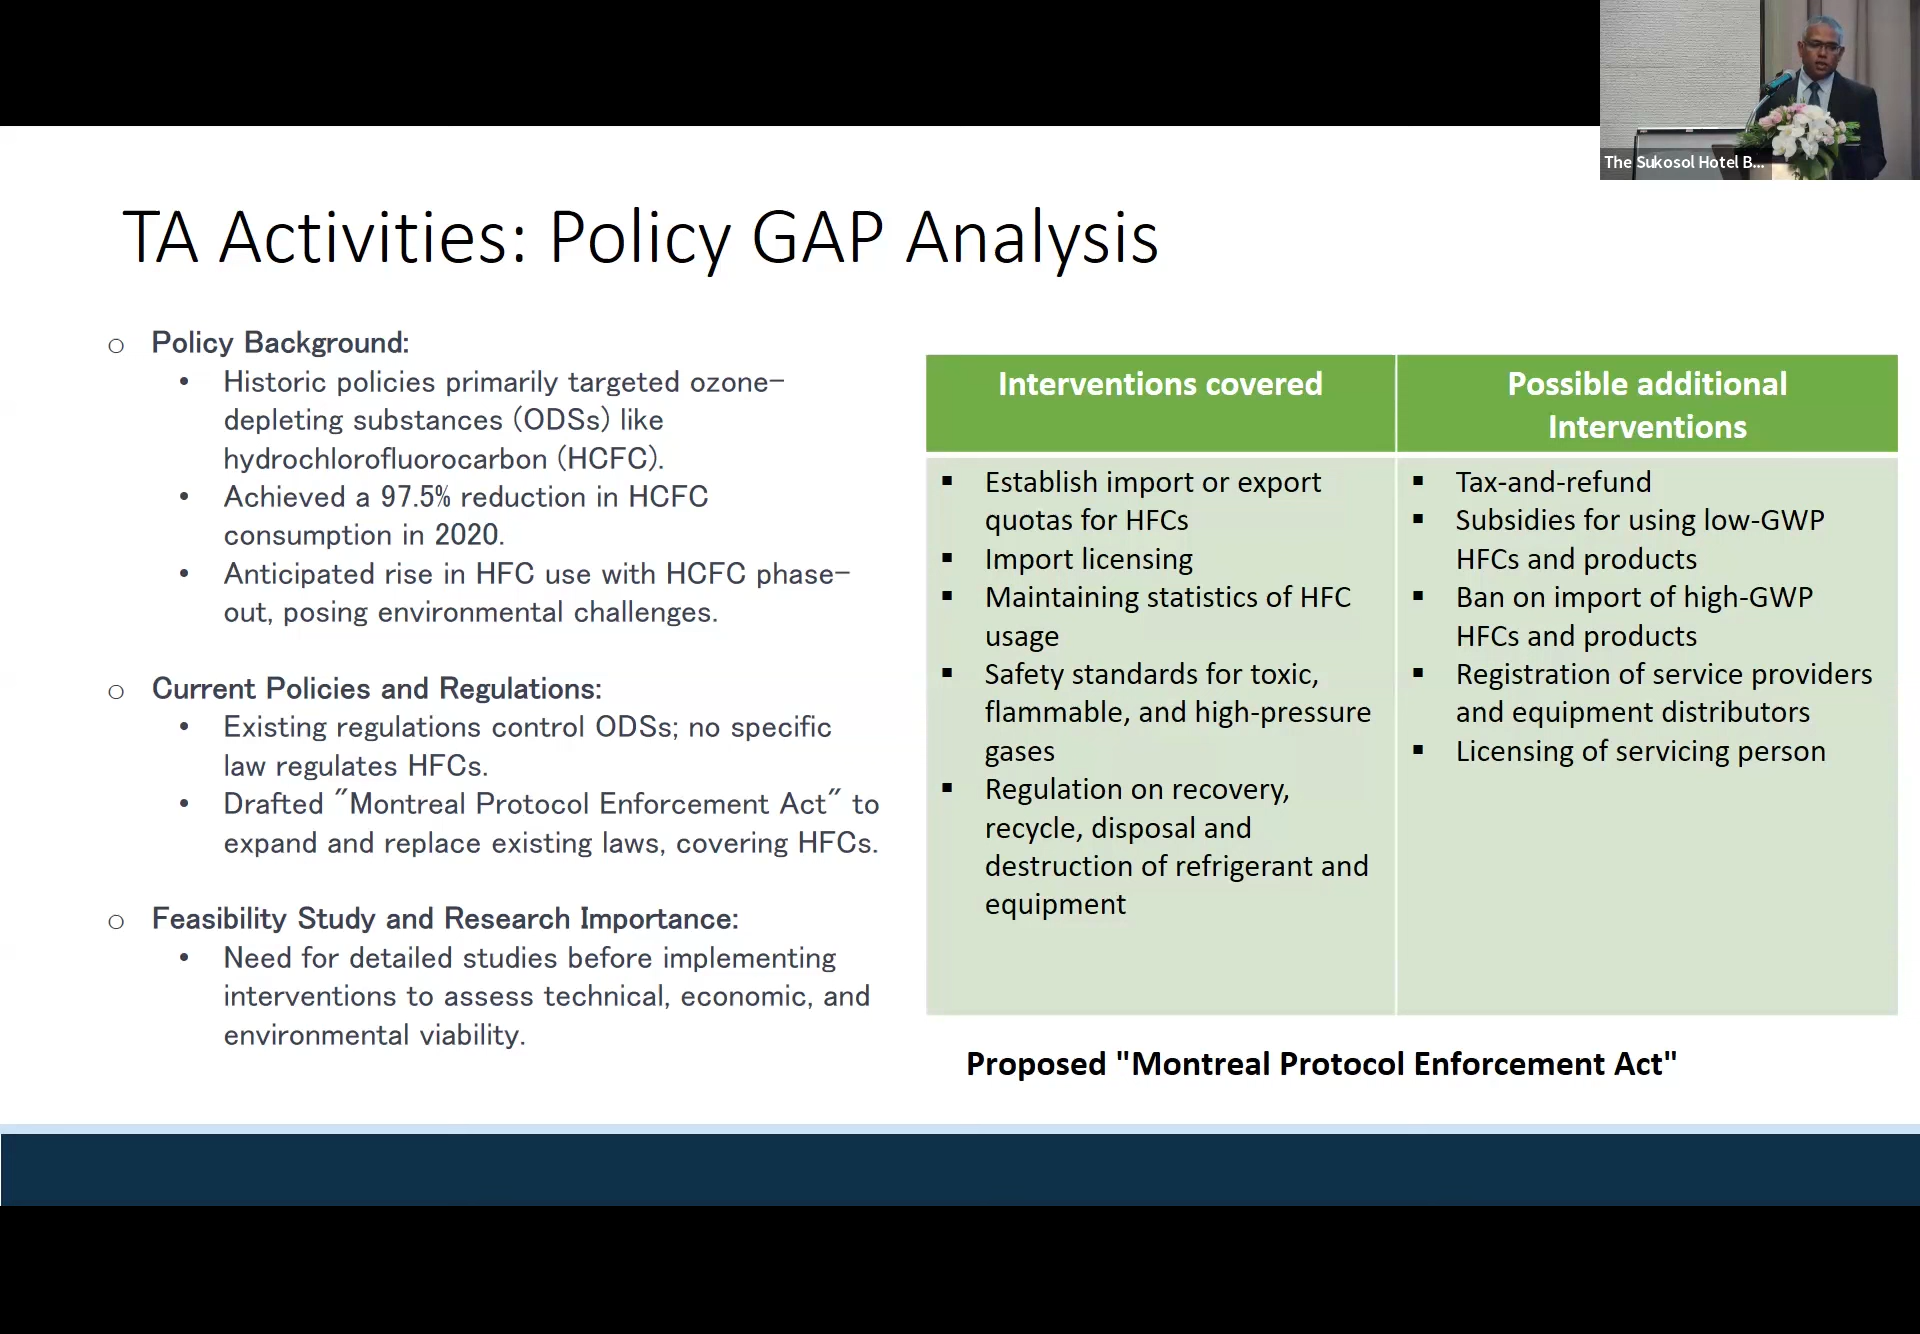 The Sukosol Hotel B...
TA Activities: Policy GAP Analysis
o Policy Background:
• Historic policies primarily targeted ozone-
depleting substances (ODSs) like
hydrochlorofluorocarbon (HCFC).
• Achieved a 97.5% reduction in HCFC
consumption in 2020.
• Anticipated rise in HFC use with HCFC phase-
out, posing environmental challenges.
o Current Policies and Regulations:
• Existing regulations control ODSs; no specific
law regulates HFCs.
• Drafted "Montreal Protocol Enforcement Act" to
expand and replace existing laws, covering HFCs.
o Feasibility Study and Research Importance:
• Need for detailed studies before implementing
interventions to assess technical, economic, and
environmental viability.
Interventions covered
▪ Establish import or export
quotas for HFCs
▪ Import licensing
▪ Maintaining statistics of HFC
usage
▪ Safety standards for toxic,
flammable, and high-pressure
gases
▪ Regulation on recovery,
recycle, disposal and
destruction of refrigerant and
equipment
Possible additional
Interventions
▪ Tax-and-refund
▪ Subsidies for using low-GWP
HFCs and products
▪ Ban on import of high-GWP
HFCs and products
▪ Registration of service providers
and equipment distributors
▪ Licensing of servicing person
Proposed "Montreal Protocol Enforcement Act"